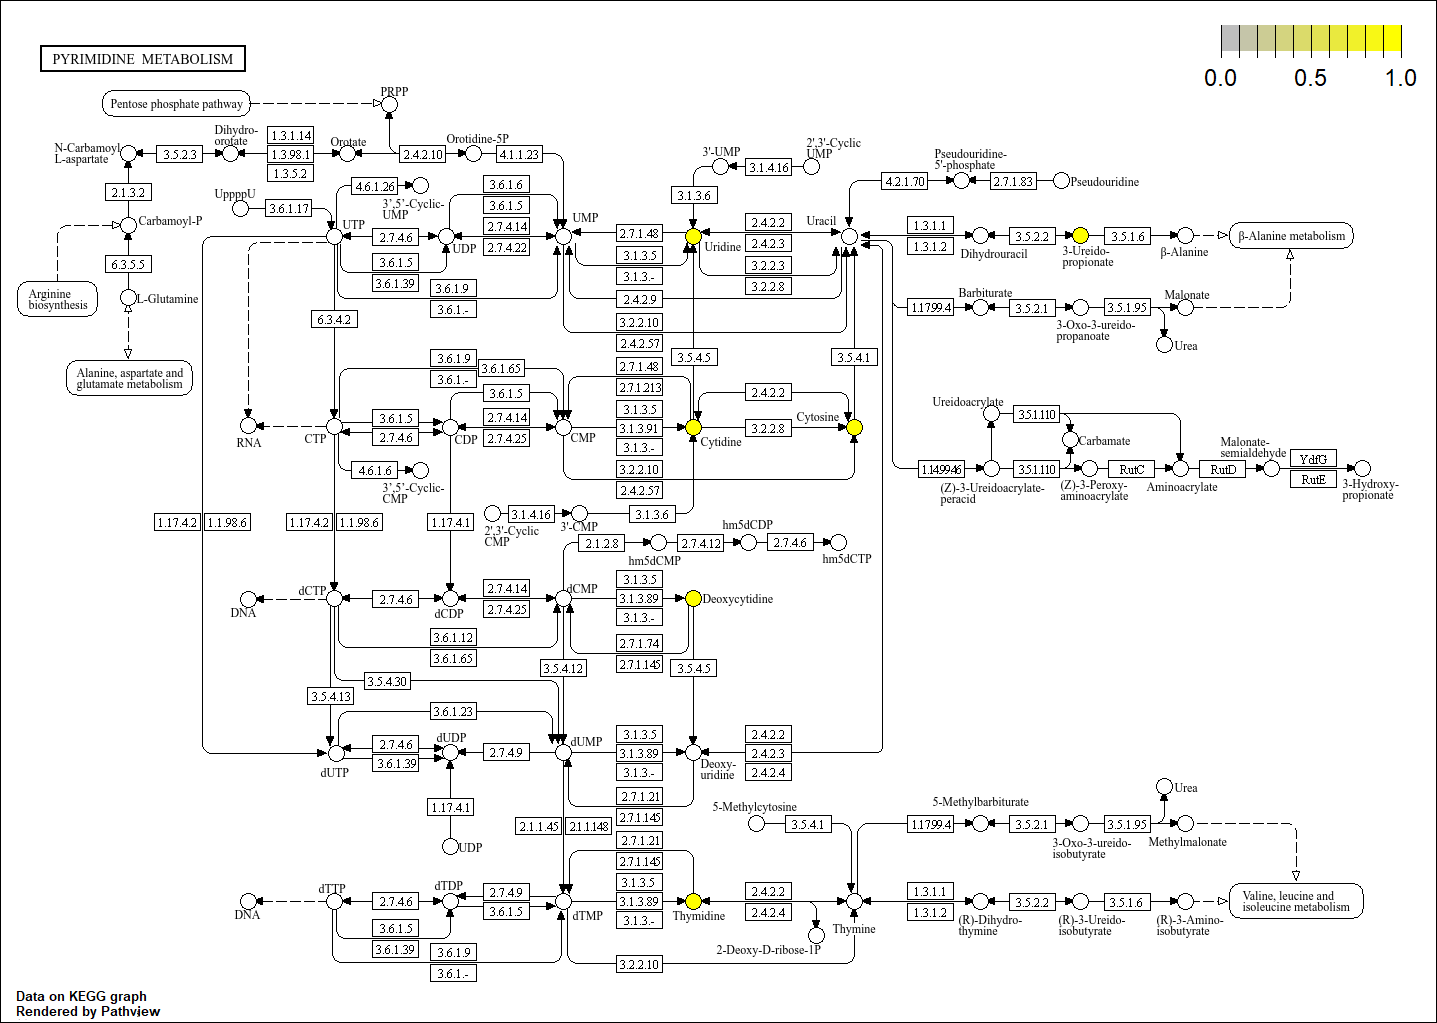 PYRIMIDINE METABOLISM
0.0
0.5
1.0
Pentose phosphate pathway
PRPP
N-Carbamoyl-
L-aspartate
3.5.2.3
Dihydro-
orotate
1.3.1.14
1.3.98.1
1.3.5.2
Orotate
2.4.2.10
Orotidine-5P
4.1.1.23
2.1.3.2
Carbamoyl-P
6.3.5.5
L-Glutamine
Arginine
biosynthesis
Alanine, aspartate and
glutamate metabolism
UppppU
3.6.1.17
UTP
4.6.1.26
3',5'-Cyclic-
UMP
2.7.4.6
3.6.1.5
3.6.1.39
UDP
3.6.1.6
3.6.1.5
2.7.4.14
2.7.4.22
3.6.1.9
3.6.1.-
UMP
2.7.1.48
3.1.3.5
3.1.3.-
2.4.2.9
3.2.2.10
2.4.2.57
3'-UMP
3.1.4.16
2',3'-Cyclic
UMP
3.1.3.6
Uridine
2.4.2.2
2.4.2.3
3.2.2.3
3.2.2.8
Uracil
4.2.1.70
Pseudouridine-
5'-phosphate
2.7.1.83
Pseudouridine
1.3.1.1
1.3.1.2
Dihydrouracil
3.5.2.2
3-Ureido-
propionate
3.5.1.6
β-Alanine
β-Alanine metabolism
1.1.99.4
Barbiturate
3.5.2.1
3-Oxo-3-ureido-
propanoate
3.5.1.95
Malonate
Urea
6.3.4.2
3.5.4.5
3.5.4.1
RNA
CTP
3.6.1.9
3.6.1.-
3.6.1.65
3.6.1.5
2.7.4.6
CDP
3.6.1.5
2.7.4.14
2.7.4.25
CMP
2.7.1.48
2.7.1.213
3.1.3.5
3.1.3.91
3.1.3.-
3.2.2.10
2.4.2.57
Cytidine
2.4.2.2
3.2.2.8
Cytosine
4.6.1.6
3',5'-Cyclic-
CMP
2',3'-Cyclic
CMP
3.1.4.16
3'-CMP
3.1.3.6
Ureidoacrylate
3.5.1.110
Carbamate
1.14.99.46
(Z)-3-Ureidoacrylate-
peracid
3.5.1.110
(Z)-3-Peroxy-
aminoacrylate
RutC
Aminoacrylate
RutD
Malonate-
semialdehyde
YdfG
RutE
3-Hydroxy-
propionate
1.17.4.2
1.1.98.6
1.17.4.2
1.1.98.6
1.17.4.1
2.1.2.8
hm5dCMP
2.7.4.12
hm5dCDP
2.7.4.6
hm5dCTP
DNA
dCTP
2.7.4.6
dCDP
2.7.4.14
2.7.4.25
dCMP
3.1.3.5
3.1.3.89
3.1.3.-
Deoxycytidine
3.6.1.12
3.6.1.65
2.7.1.74
2.7.1.145
3.5.4.12
3.5.4.5
3.5.4.30
3.5.4.13
3.6.1.23
dUTP
2.7.4.6
3.6.1.39
dUDP
2.7.4.9
dUMP
3.1.3.5
3.1.3.89
3.1.3.-
Deoxy-
uridine
2.4.2.2
2.4.2.3
2.4.2.4
1.17.4.1
UDP
2.7.1.21
2.7.1.145
2.1.1.45
2.1.1.148
2.7.1.21
2.7.1.145
5-Methylcytosine
3.5.4.1
1.1.99.4
5-Methylbarbiturate
3.5.2.1
3-Oxo-3-ureido-
isobutyrate
3.5.1.95
Urea
Methylmalonate
DNA
dTTP
2.7.4.6
dTDP
2.7.4.9
3.6.1.5
dTMP
3.1.3.5
3.1.3.89
3.1.3.-
Thymidine
2.4.2.2
2.4.2.4
2-Deoxy-D-ribose-1P
Thymine
1.3.1.1
1.3.1.2
(R)-Dihydro-
thymine
3.5.2.2
(R)-3-Ureido-
isobutyrate
3.5.1.6
(R)-3-Amino-
isobutyrate
Valine, leucine and
isoleucine metabolism
3.6.1.5
3.6.1.39
3.6.1.9
3.6.1.-
3.2.2.10
Data on KEGG graph
Rendered by Pathview